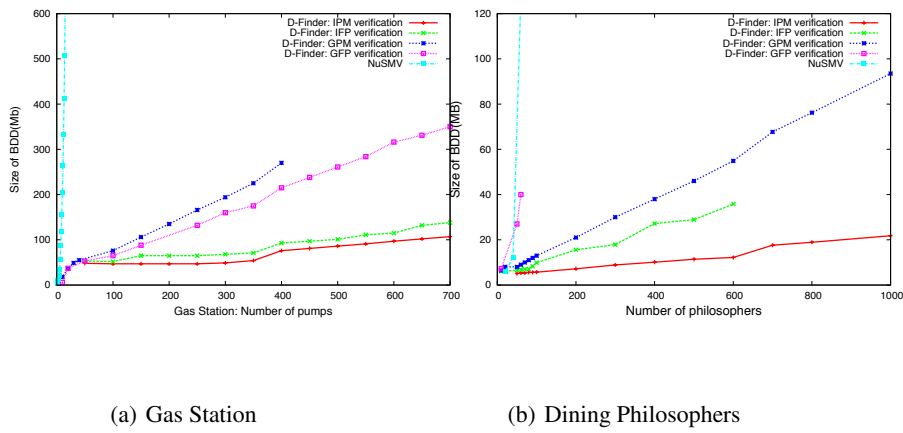 600
500
400
300
200
100
0
Size of BDD(Mb)
D-Finder: IPM verification
D-Finder: IFP verification
D-Finder: GPM verification
D-Finder: GFP verification
NuSMV
0 100 200 300 400 500 600 700
Gas Station: Number of pumps
(a) Gas Station
120
100
80
60
40
20
0
Size of BDD(MB)
D-Finder: IPM verification
D-Finder: IFP verification
D-Finder: GPM verification
D-Finder: GFP verification
NuSMV
0 200 400 600 800 1000
Number of philosophers
(b) Dining Philosophers